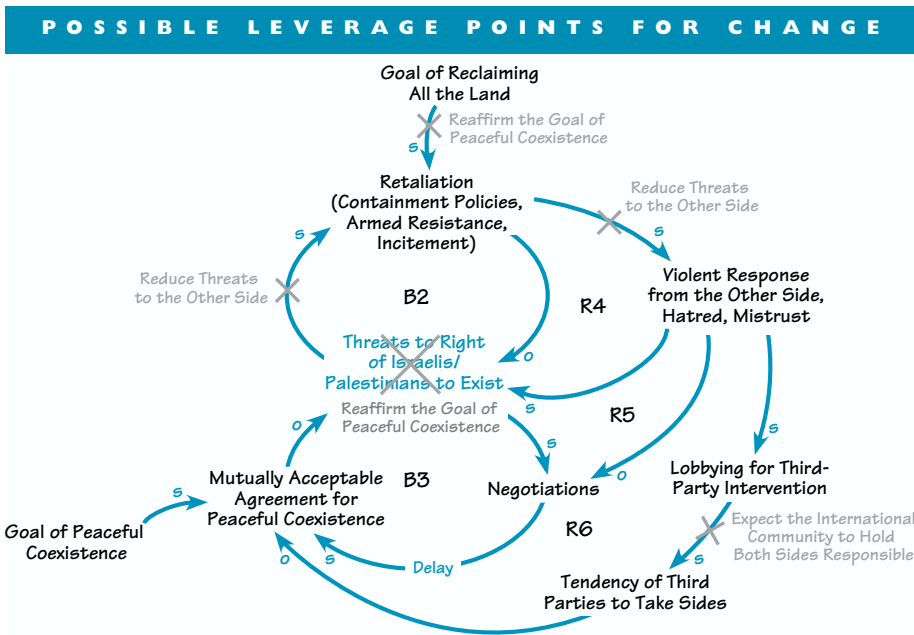 POSSIBLE LEVERAGE POINTS FOR CHANGE
Goal of Reclaiming
All the Land
Reaffirm the Goal of
Peaceful Coexistence
s
Retaliation
(Containment Policies,
Armed Resistance,
Incitement)
Reduce Threats
to the Other Side
s
s
Violent Response
from the Other Side,
Hatred, Mistrust
Reduce Threats
to the Other Side
B2
R4
Threats to Right
of Israelis/
Palestinians to Exist
o
Reaffirm the Goal of
Peaceful Coexistence
s
R5
o
s
s
Mutually Acceptable
Agreement for
Peaceful Coexistence
B3
Negotiations
o
Lobbying for Third-
Party Intervention
s
Goal of Peaceful
Coexistence
R6
Expect the International
Community to Hold
Both Sides Responsible
o
s
Delay
s
Tendency of Third
Parties to Take Sides